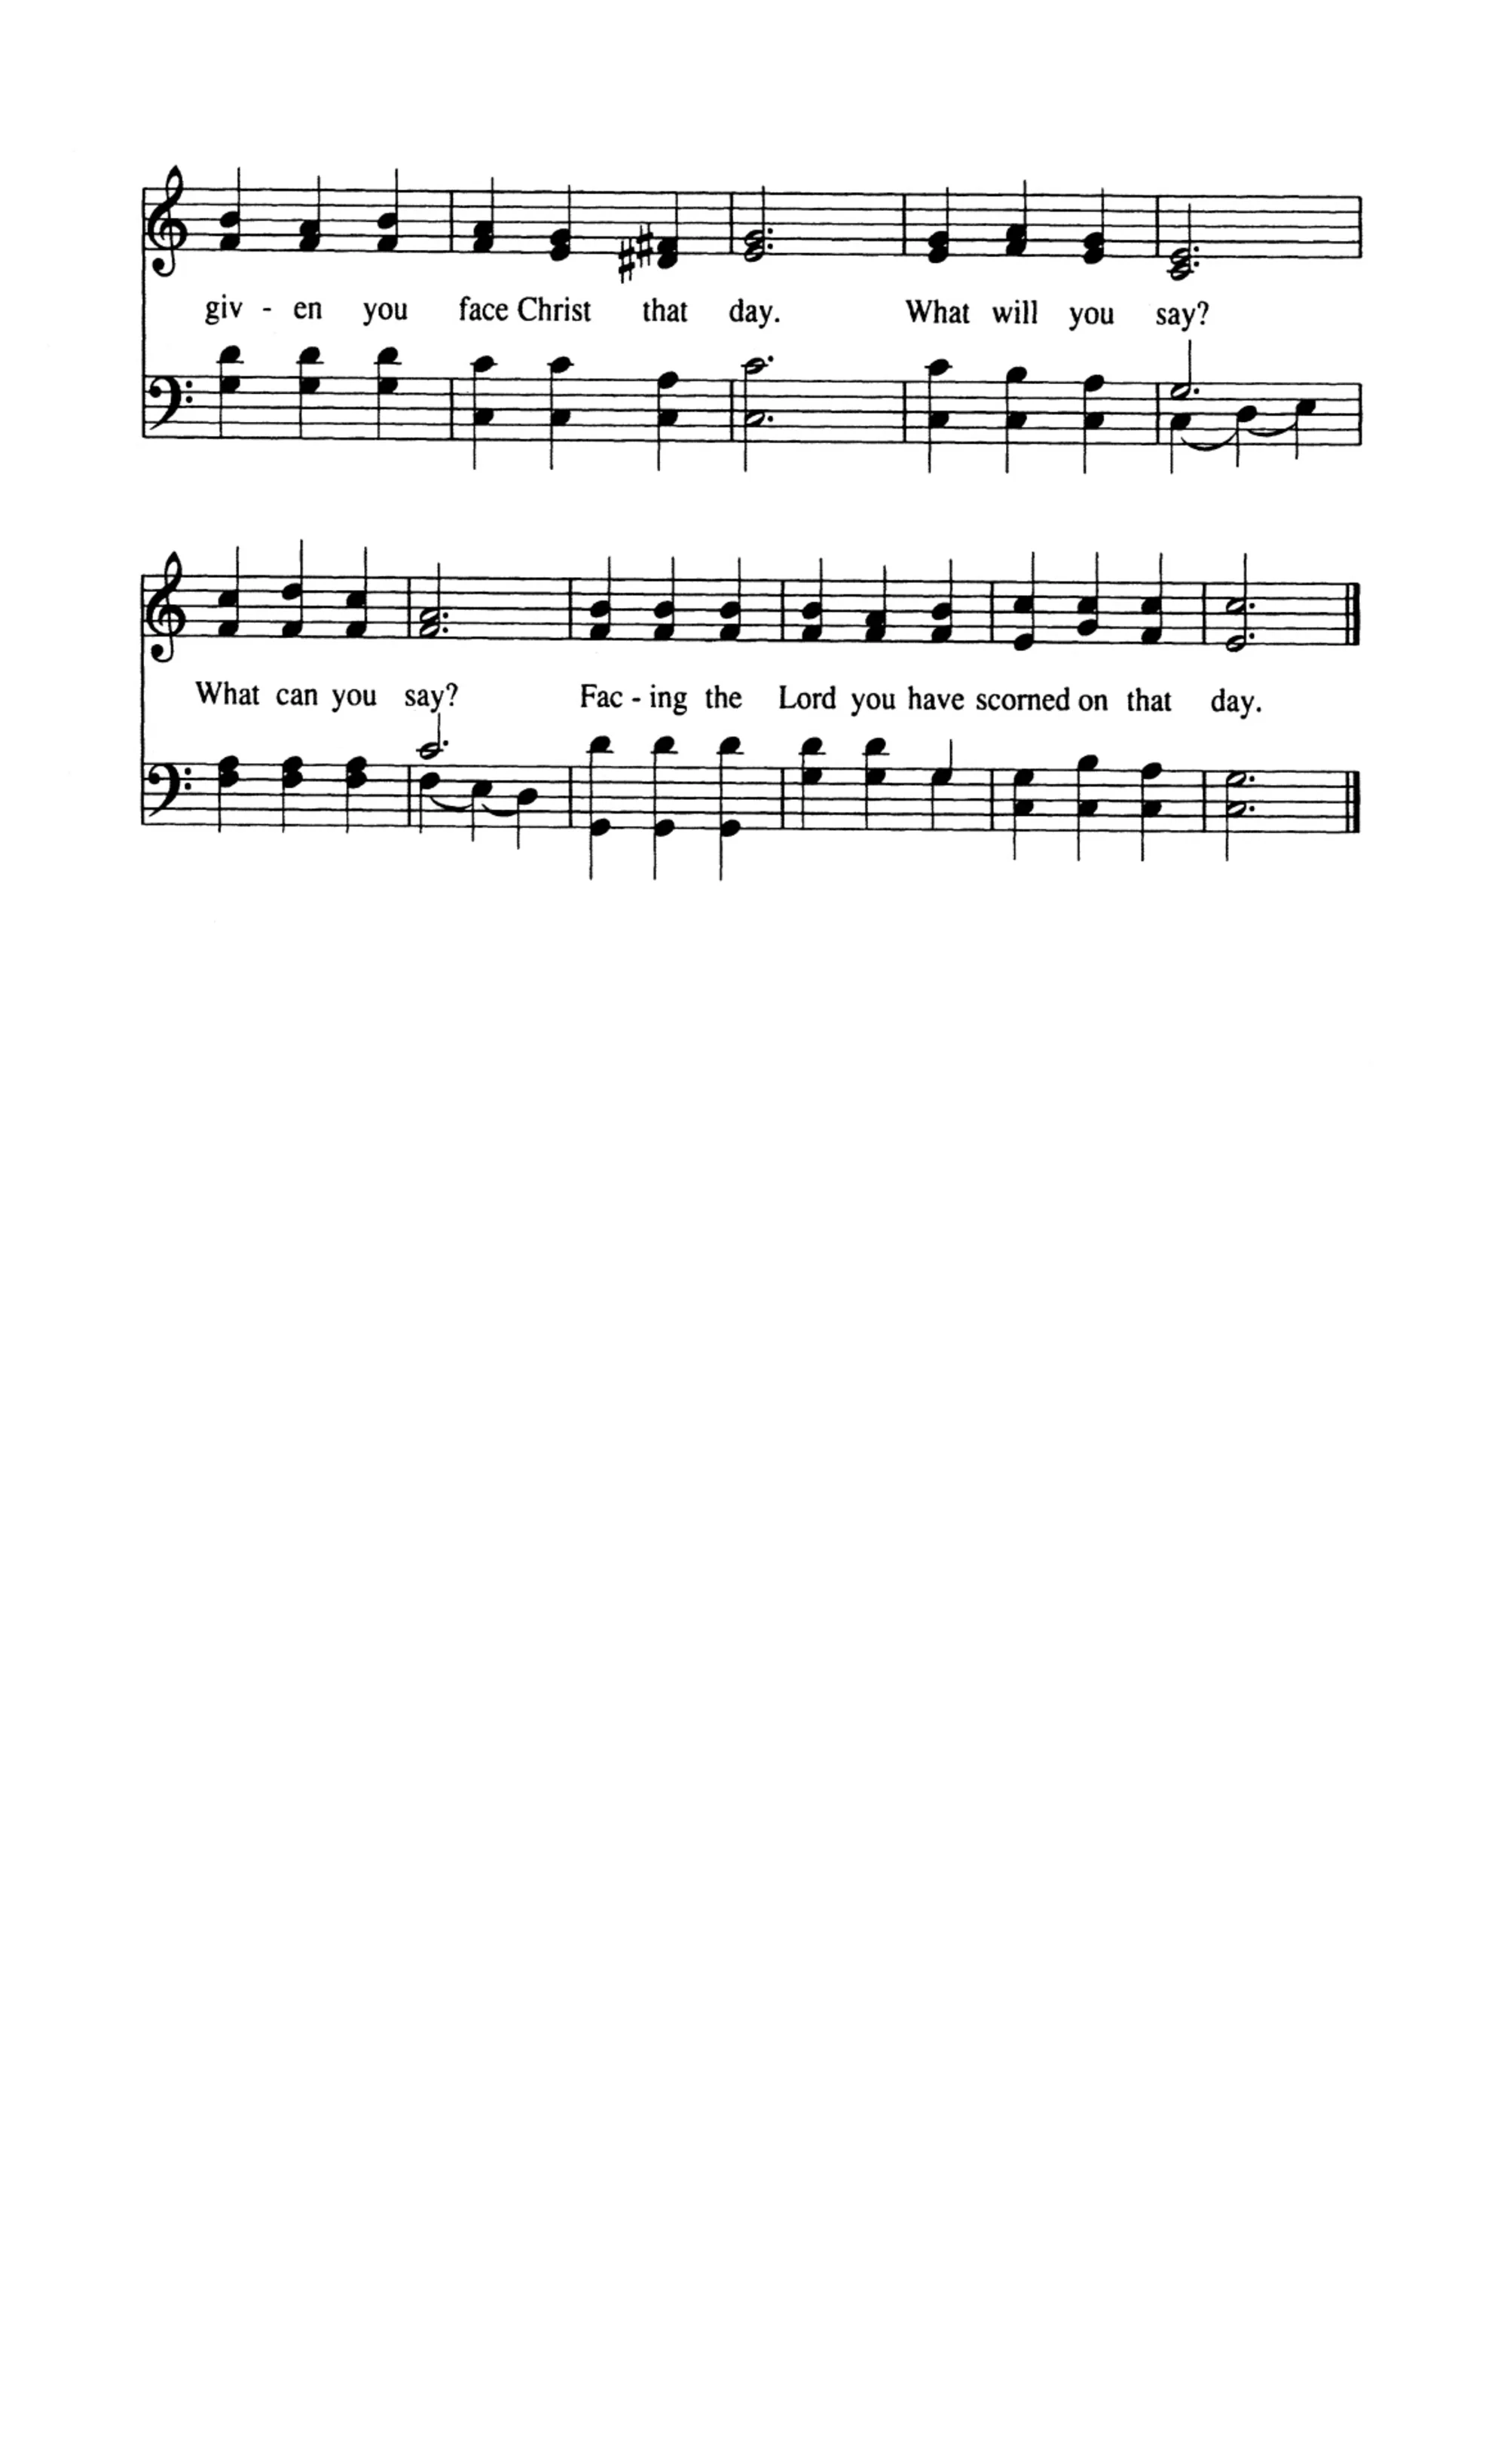 giv - en you face Christ that day. What will you say?
What can you say? Fac - ing the Lord you have scorned on that day.